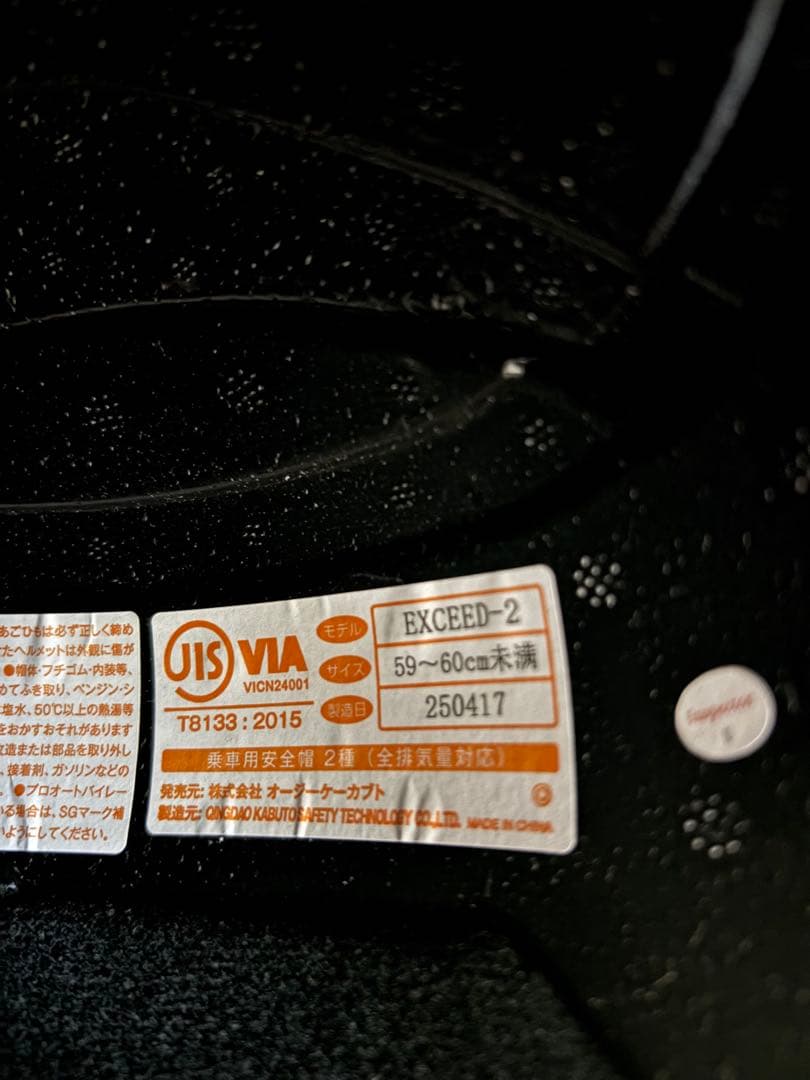 あごひもは必ず正しく締め
たヘルメットは外観に傷が
●帽体・フチゴム・内装等、
めてふき取り、ベンジン・シ
塩水、50℃以上の熱湯等
をおかすおそれがあります
改造または部品を取り外し
、接着剤、ガソリンなどの
●プロオートバイレー
る場合は、SGマーク補
ようにしてください。
JIS VIA
VICN24001
T8133:2015
モデル EXCEED-2
サイズ 59～60cm未満
製造日 250417
乗車用安全帽 2種(全排気量対応)
発売元: 株式会社 オージーケーカブト
製造元: QINGDAO KABUTO SAFETY TECHNOLOGY CO.,LTD. MADE IN CHINA